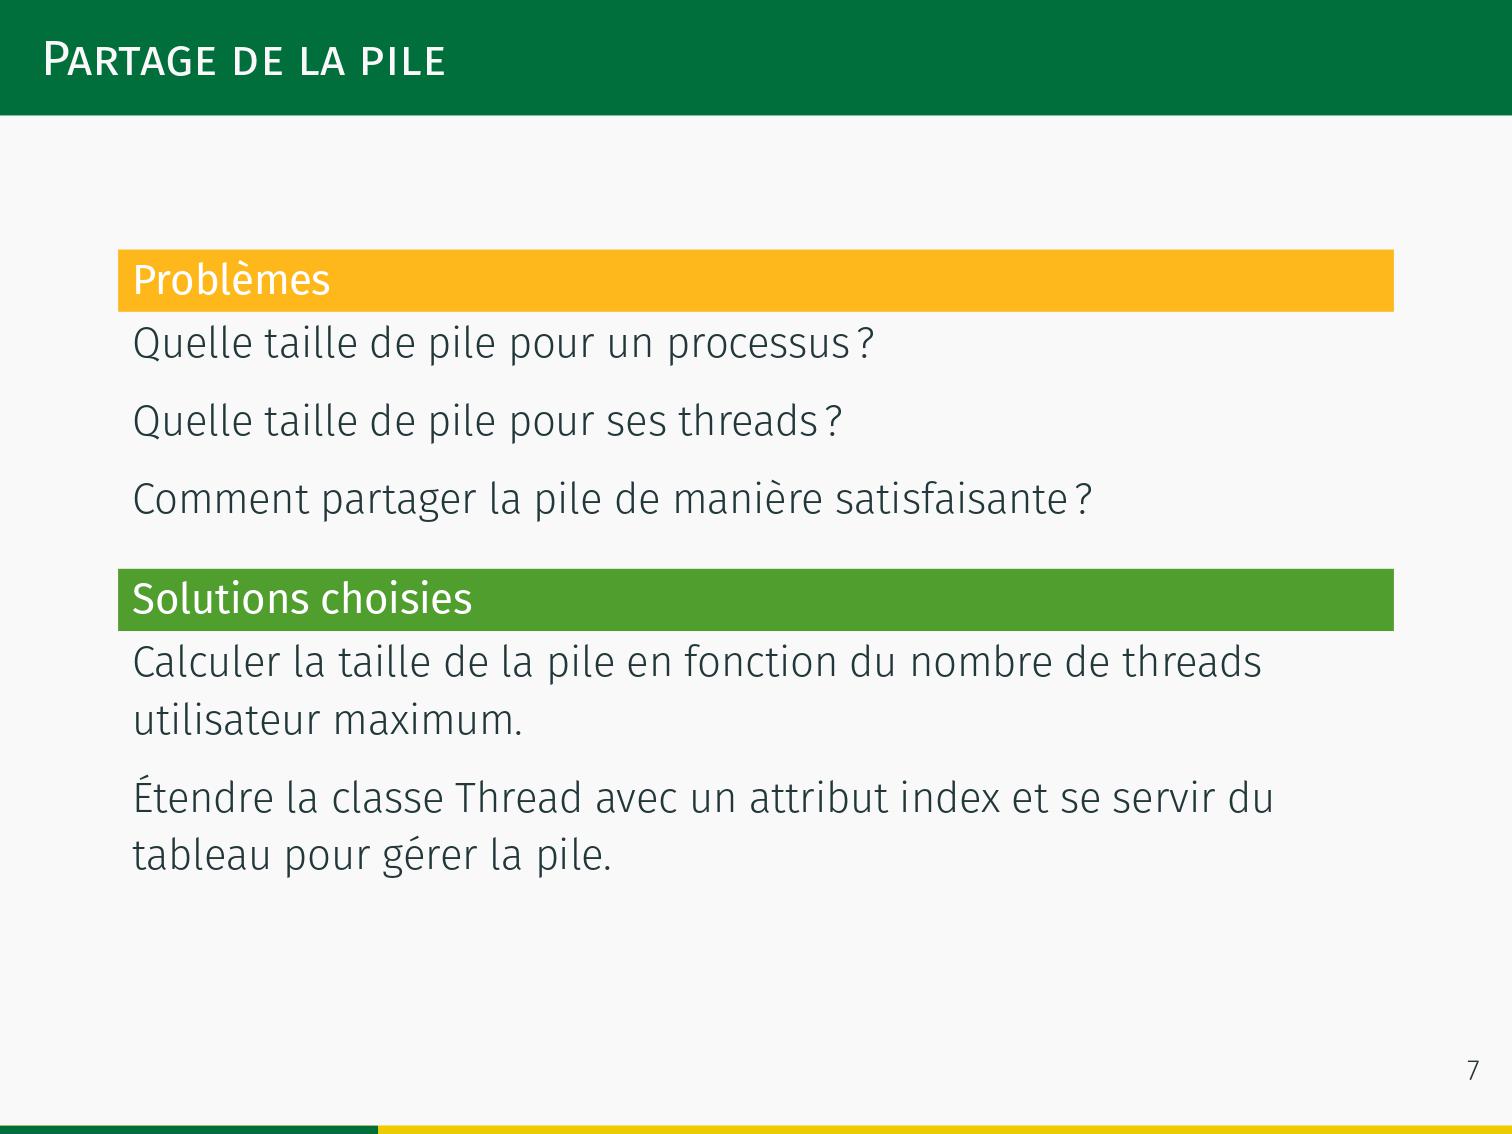 Partage de la pile
Problèmes
Quelle taille de pile pour un processus ?
Quelle taille de pile pour ses threads ?
Comment partager la pile de manière satisfaisante ?
Solutions choisies
Calculer la taille de la pile en fonction du nombre de threads
utilisateur maximum.
Étendre la classe Thread avec un attribut index et se servir du
tableau pour gérer la pile.
7